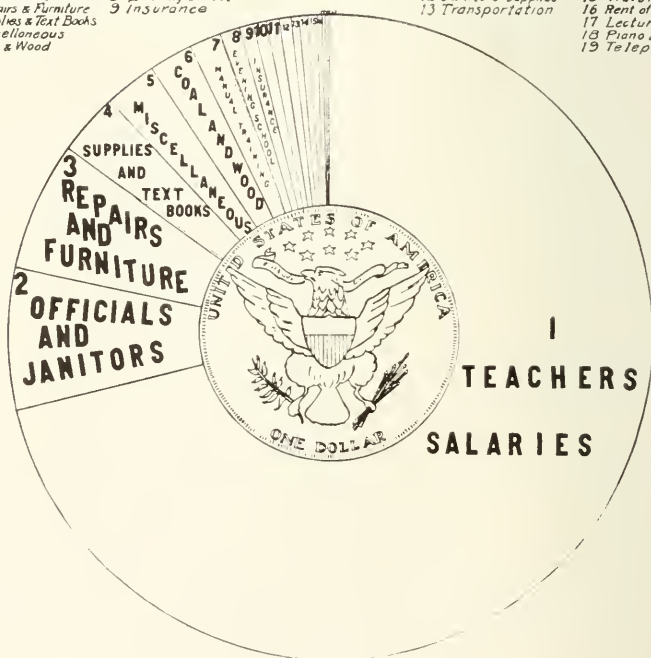 airs & Furniture
9 Insurance
13 Transportation
16 Rent of
plies & Text Books
17 Lectur
ellaneous
18 Piano
& Wood
19 Telep
1
TEACHERS
SALARIES
2
OFFICIALS
AND
JANITORS
3
REPAIRS
AND
FURNITURE
4
SUPPLIES
AND
TEXT
BOOKS
5
MISCELLANEOUS
6
COAL AND WOOD
7
MANUAL TRAINING
8
EVENING SCHOOL
9
INSURANCE
10
11
12
13
14
15
UNITED STATES OF AMERICA
ONE DOLLAR